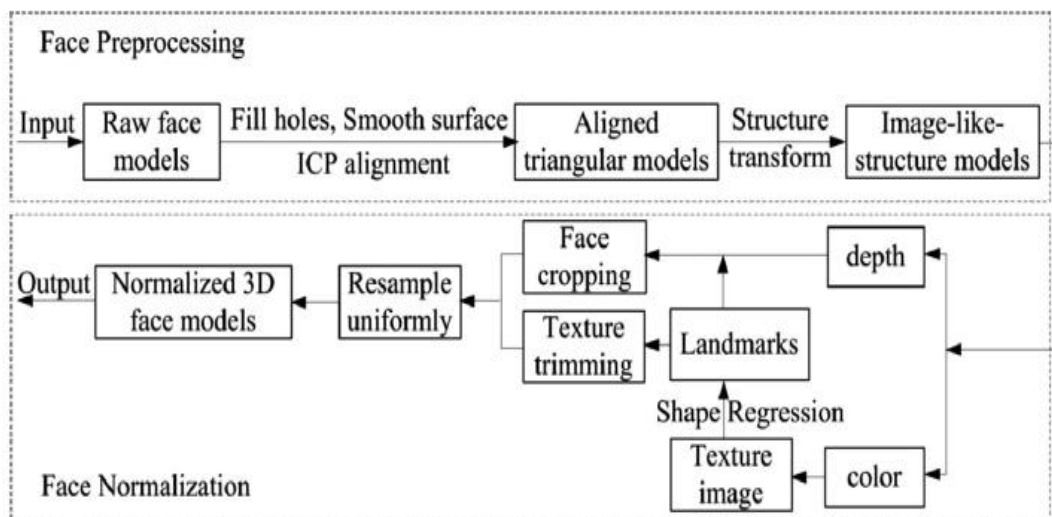 Face Preprocessing
Input
Raw face
models
Fill holes, Smooth surface
ICP alignment
Aligned
triangular models
Structure
transform
Image-like-
structure models
Output
Normalized 3D
face models
Resample
uniformly
Face
cropping
Texture
trimming
depth
Landmarks
Shape Regression
Texture
image
color
Face Normalization